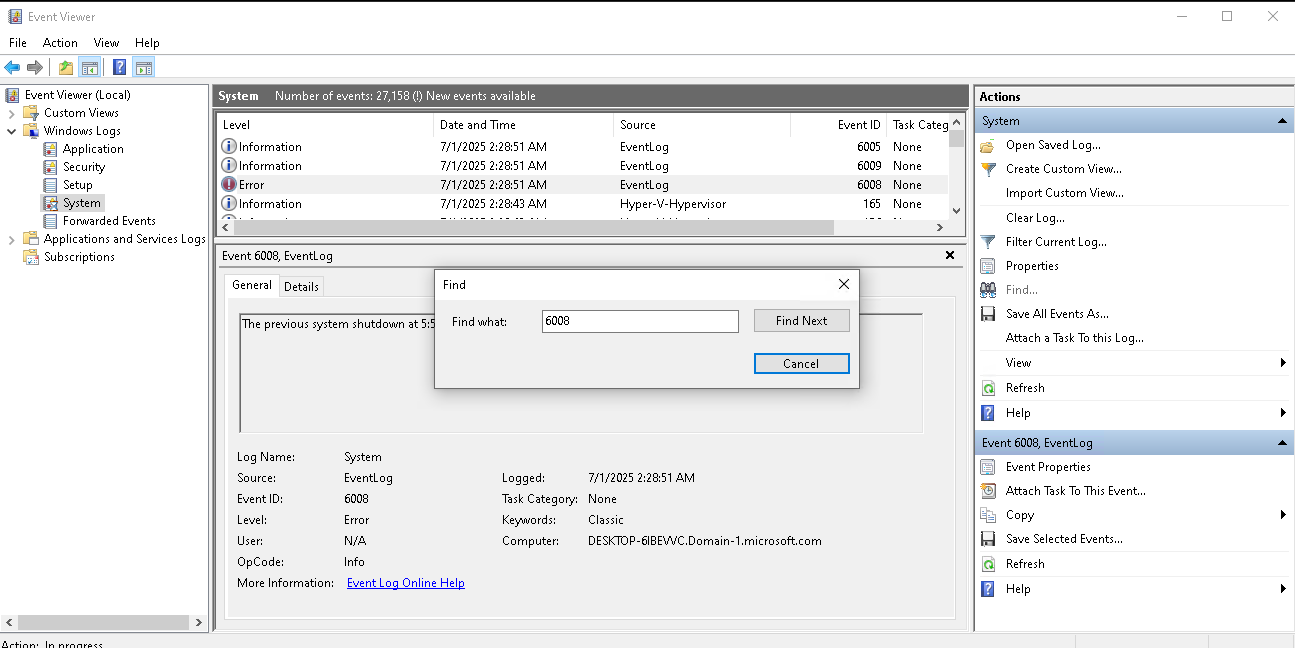 Event Viewer
File Action View Help
Event Viewer (Local)
Custom Views
Windows Logs
Application
Security
Setup
System
Forwarded Events
Applications and Services Logs
Subscriptions
System Number of events: 27,158 (!) New events available
Level Date and Time Source Event ID Task Categ
Information 7/1/2025 2:28:51 AM EventLog 6005 None
Information 7/1/2025 2:28:51 AM EventLog 6009 None
Error 7/1/2025 2:28:51 AM EventLog 6008 None
Information 7/1/2025 2:28:43 AM Hyper-V-Hypervisor 165 None
Event 6008, EventLog
General Details
The previous system shutdown at 5:5
Find
Find what: 6008 Find Next
Cancel
Log Name: System
Source: EventLog Logged: 7/1/2025 2:28:51 AM
Event ID: 6008 Task Category: None
Level: Error Keywords: Classic
User: N/A Computer: DESKTOP-6IBEVVC.Domain-1.microsoft.com
OpCode: Info
More Information: Event Log Online Help
Actions
System
Open Saved Log...
Create Custom View...
Import Custom View...
Clear Log...
Filter Current Log...
Properties
Find...
Save All Events As...
Attach a Task To this Log...
View
Refresh
Help
Event 6008, EventLog
Event Properties
Attach Task To This Event...
Copy
Save Selected Events...
Refresh
Help
Action: In progress